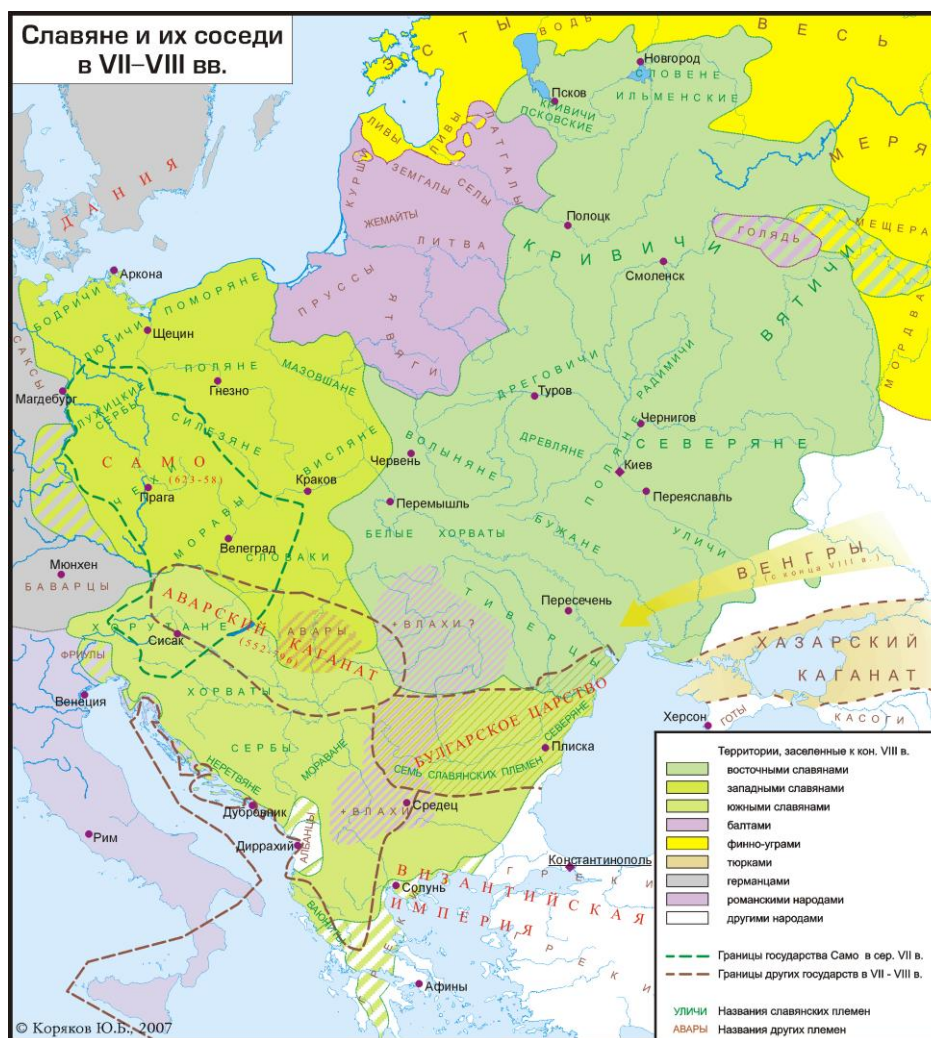 Славяне и их соседи
в VII–VIII вв.
ЭСТЫ
ВОДЬ
ВЕСЬ
Новгород
СЛОВЕНЕ
ИЛЬМЕНСКИЕ
Псков
КРИВИЧИ
ПСКОВСКИЕ
ЛИВЫ
ЛИВЫ
ЛАТГАЛЫ
МЕРЯ
КУРШИ
ЗЕМГАЛЫ
СЕЛЫ
ЖЕМАЙТЫ
ЛИТВА
ДАНИЯ
Полоцк
КРИВИЧИ
ГОЛЯДЬ
МЕЩЕРА
Смоленск
ВЯТИЧИ
МОРДВА
Аркона
ПРУССЫ
ЯТВЯГИ
БОДРИЧИ
ПОМОРЯНЕ
ЛЮТИЧИ
Щецин
САКСЫ
ПОЛЯНЕ
МАЗОВШАНЕ
Гнезно
Магдебург
ДРЕГОВИЧИ
РАДИМИЧИ
Туров
Чернигов
ЛУЖИЦКИЕ
СЕРБЫ
СИЛЕЗЯНЕ
ВИСЛЯНЕ
ДРЕВЛЯНЕ
СЕВЕРЯНЕ
ВОЛЫНЯНЕ
Червень
ПОЛЯНЕ
Киев
САМО
(623-58)
ЧЕХИ
Прага
Краков
Перемышль
Переяславль
МОРАВЫ
Велеград
СЛОВАКИ
БЕЛЫЕ ХОРВАТЫ
БУЖАНЕ
УЛИЧИ
Мюнхен
БАВАРЦЫ
ВЕНГРЫ
(с конца VIII в.)
АВАРСКИЙ
КАГАНАТ
АВАРЫ
+ ВЛАХИ ?
ТИВЕРЦЫ
Пересечень
ХОРУТАНЕ
Сисак
ХАЗАРСКИЙ
КАГАНАТ
ФРИУЛЫ
Венеция
ХОРВАТЫ
БУЛГАРСКОЕ ЦАРСТВО
СЕВЕРЯНЕ
Херсон
ГОТЫ
КАСОГИ
СЕРБЫ
МОРАВАНЕ
Плиска
СЕМЬ СЛАВЯНСКИХ ПЛЕМЕН
НЕРЕТВЯНЕ
Дубровник
+ ВЛАХИ
Средец
Рим
Диррахий
АЛБАНЦЫ
Константинополь
ГРЕКИ
ВИЗАНТИЙСКАЯ
ИМПЕРИЯ
Солунь
ГРЕКИ
ГРЕКИ
Афины
Территории, заселенные к кон. VIII в.
восточными славянами
западными славянами
южными славянами
балтами
финно-уграми
тюрками
германцами
романскими народами
другими народами
Границы государства Само в сер. VII в.
Границы других государств в VII - VIII в.
УЛИЧИ Названия славянских племен
АВАРЫ Названия других племен
© Коряков Ю.Б., 2007